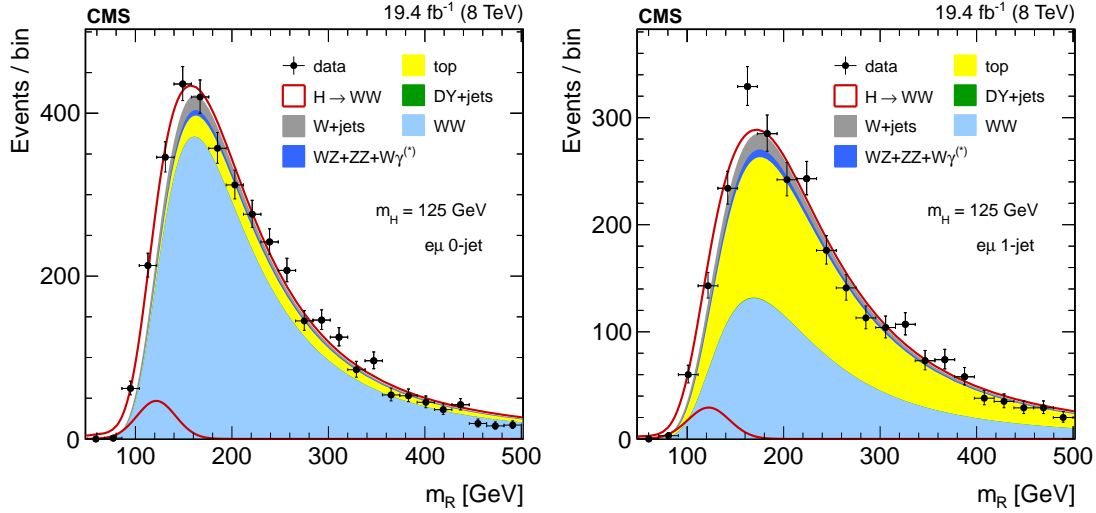 CMS 19.4 fb⁻¹ (8 TeV)
Events / bin
data top
H → WW DY+jets
W+jets WW
WZ+ZZ+Wγ(*)
m_H = 125 GeV
eμ 0-jet
400
200
0
100 200 300 400 500
m_R [GeV]
CMS 19.4 fb⁻¹ (8 TeV)
Events / bin
data top
H → WW DY+jets
W+jets WW
WZ+ZZ+Wγ(*)
m_H = 125 GeV
eμ 1-jet
300
200
100
0
100 200 300 400 500
m_R [GeV]